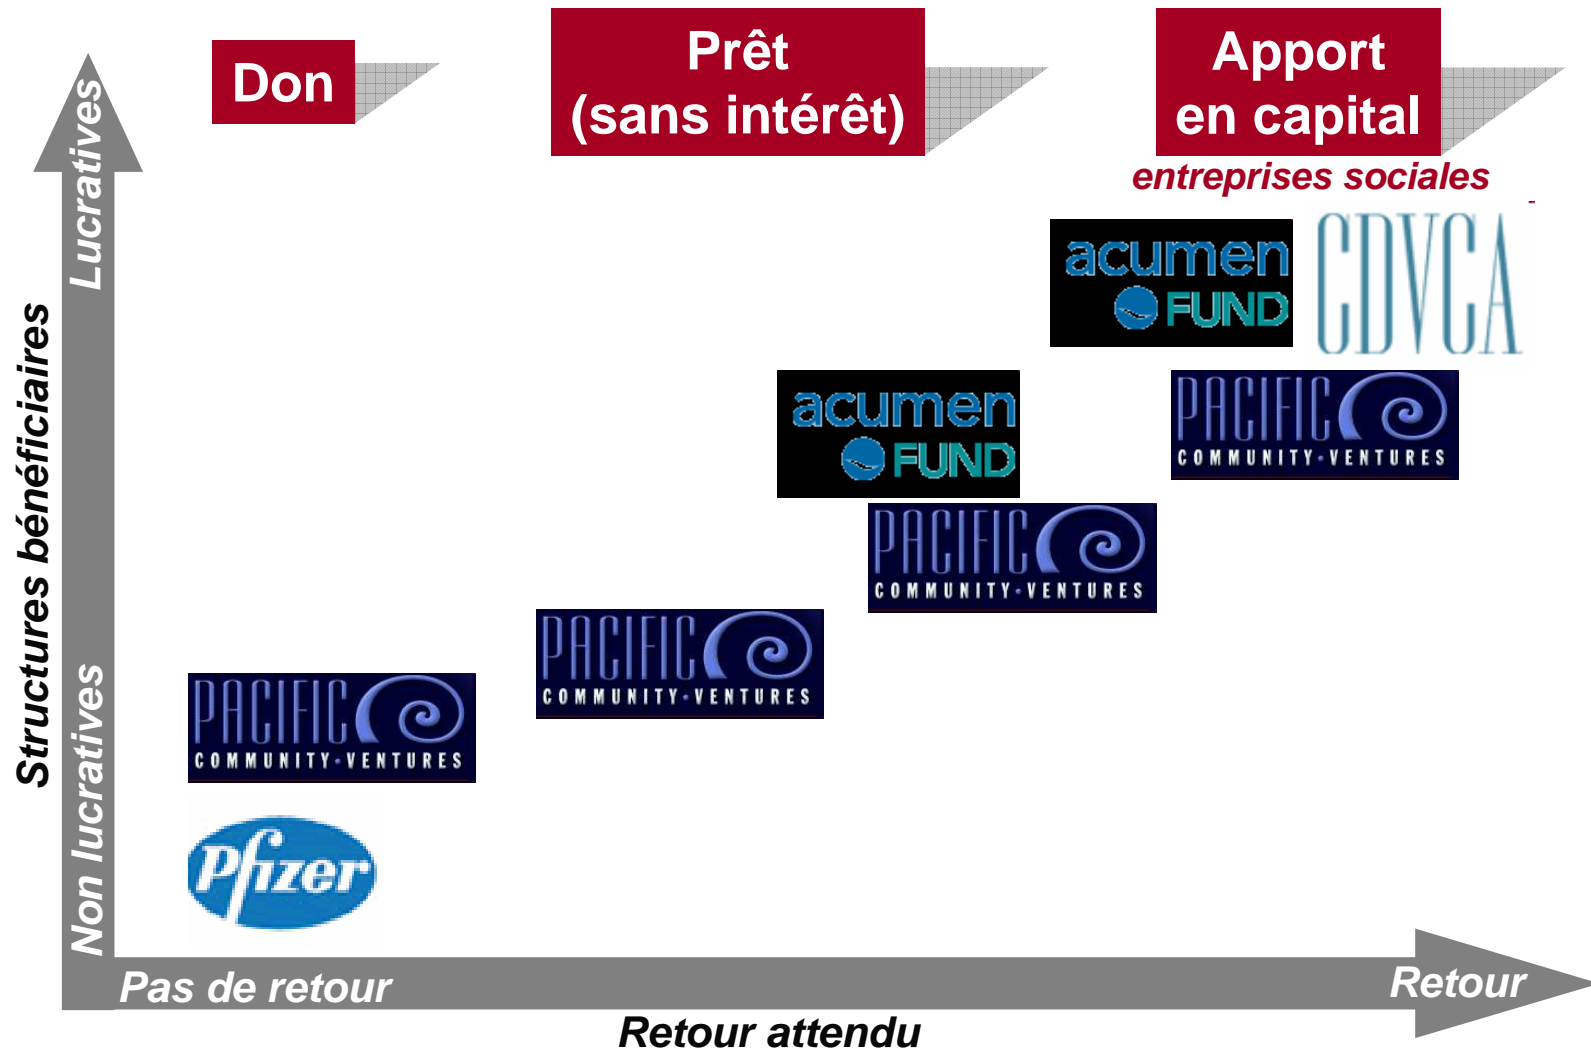 Don
Prêt
(sans intérêt)
Apport
en capital
entreprises sociales
Lucratives
Structures bénéficiaires
Non lucratives
acumen
FUND
CDVCA
acumen
FUND
PACIFIC
COMMUNITY·VENTURES
PACIFIC
COMMUNITY·VENTURES
PACIFIC
COMMUNITY·VENTURES
PACIFIC
COMMUNITY·VENTURES
Pfizer
Pas de retour
Retour
Retour attendu